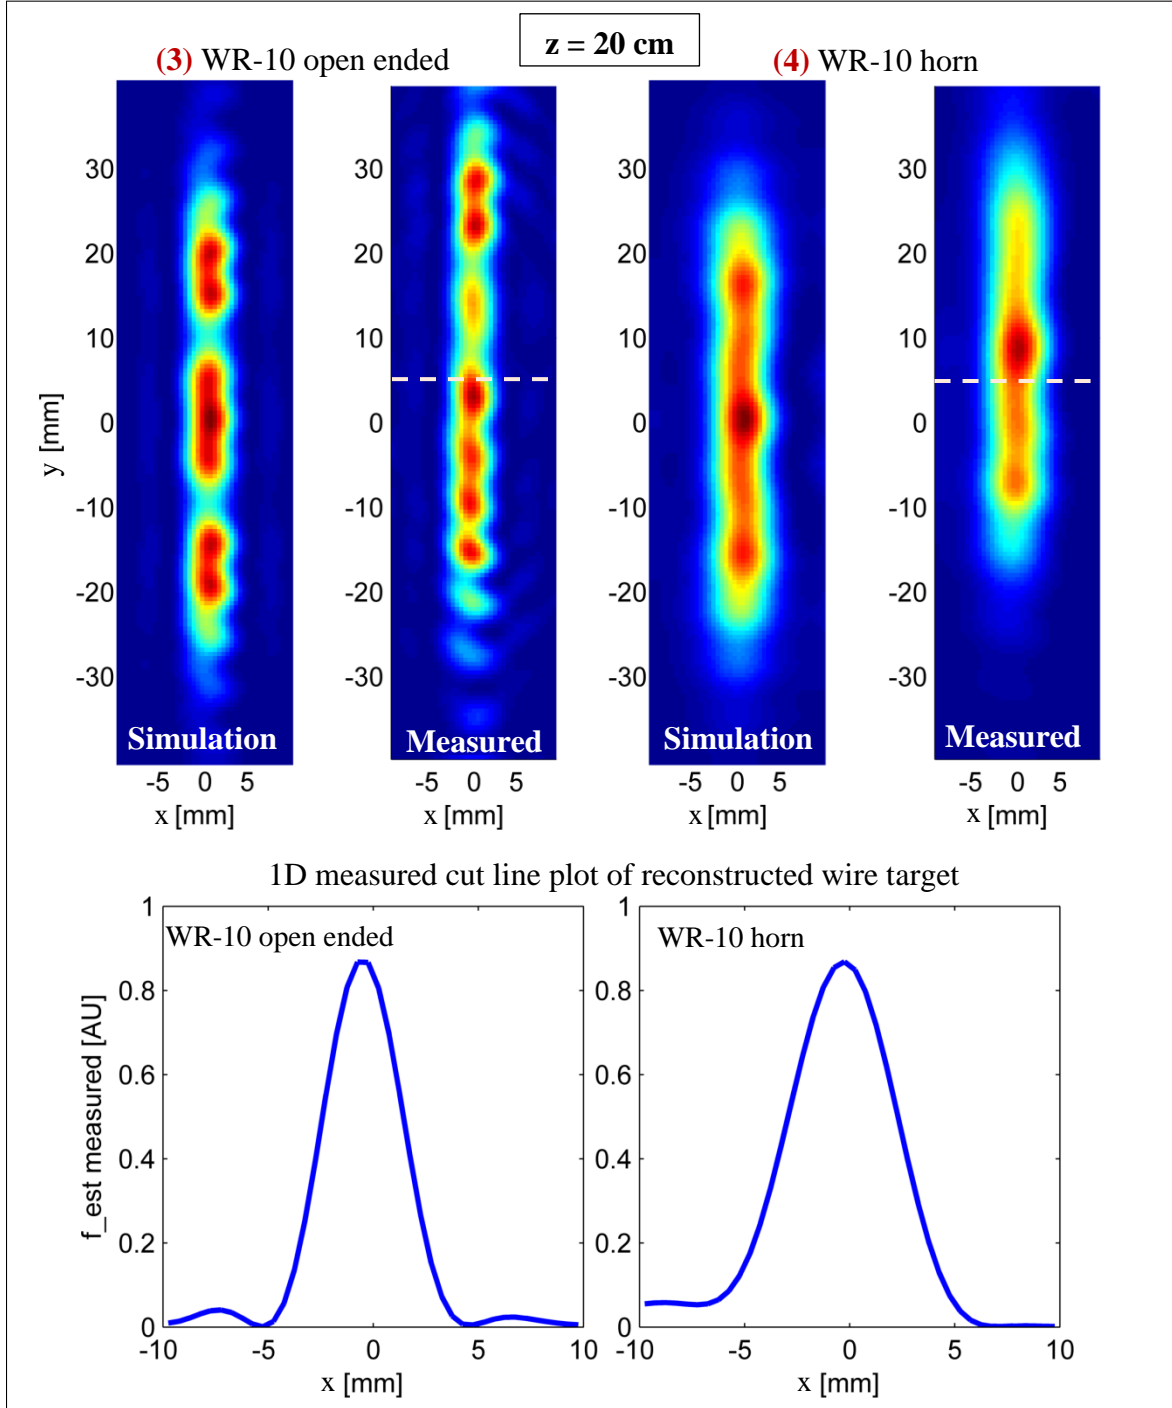 z = 20 cm
(3) WR-10 open ended
(4) WR-10 horn
30
20
10
0
-10
-20
-30
y [mm]
Simulation
-5 0 5
x [mm]
30
20
10
0
-10
-20
-30
Measured
-5 0 5
x [mm]
30
20
10
0
-10
-20
-30
Simulation
-5 0 5
x [mm]
30
20
10
0
-10
-20
-30
Measured
-5 0 5
x [mm]
1D measured cut line plot of reconstructed wire target
WR-10 open ended
1
0.8
0.6
0.4
0.2
0
f_est measured [AU]
-10 -5 0 5 10
x [mm]
WR-10 horn
1
0.8
0.6
0.4
0.2
0
-10 -5 0 5 10
x [mm]